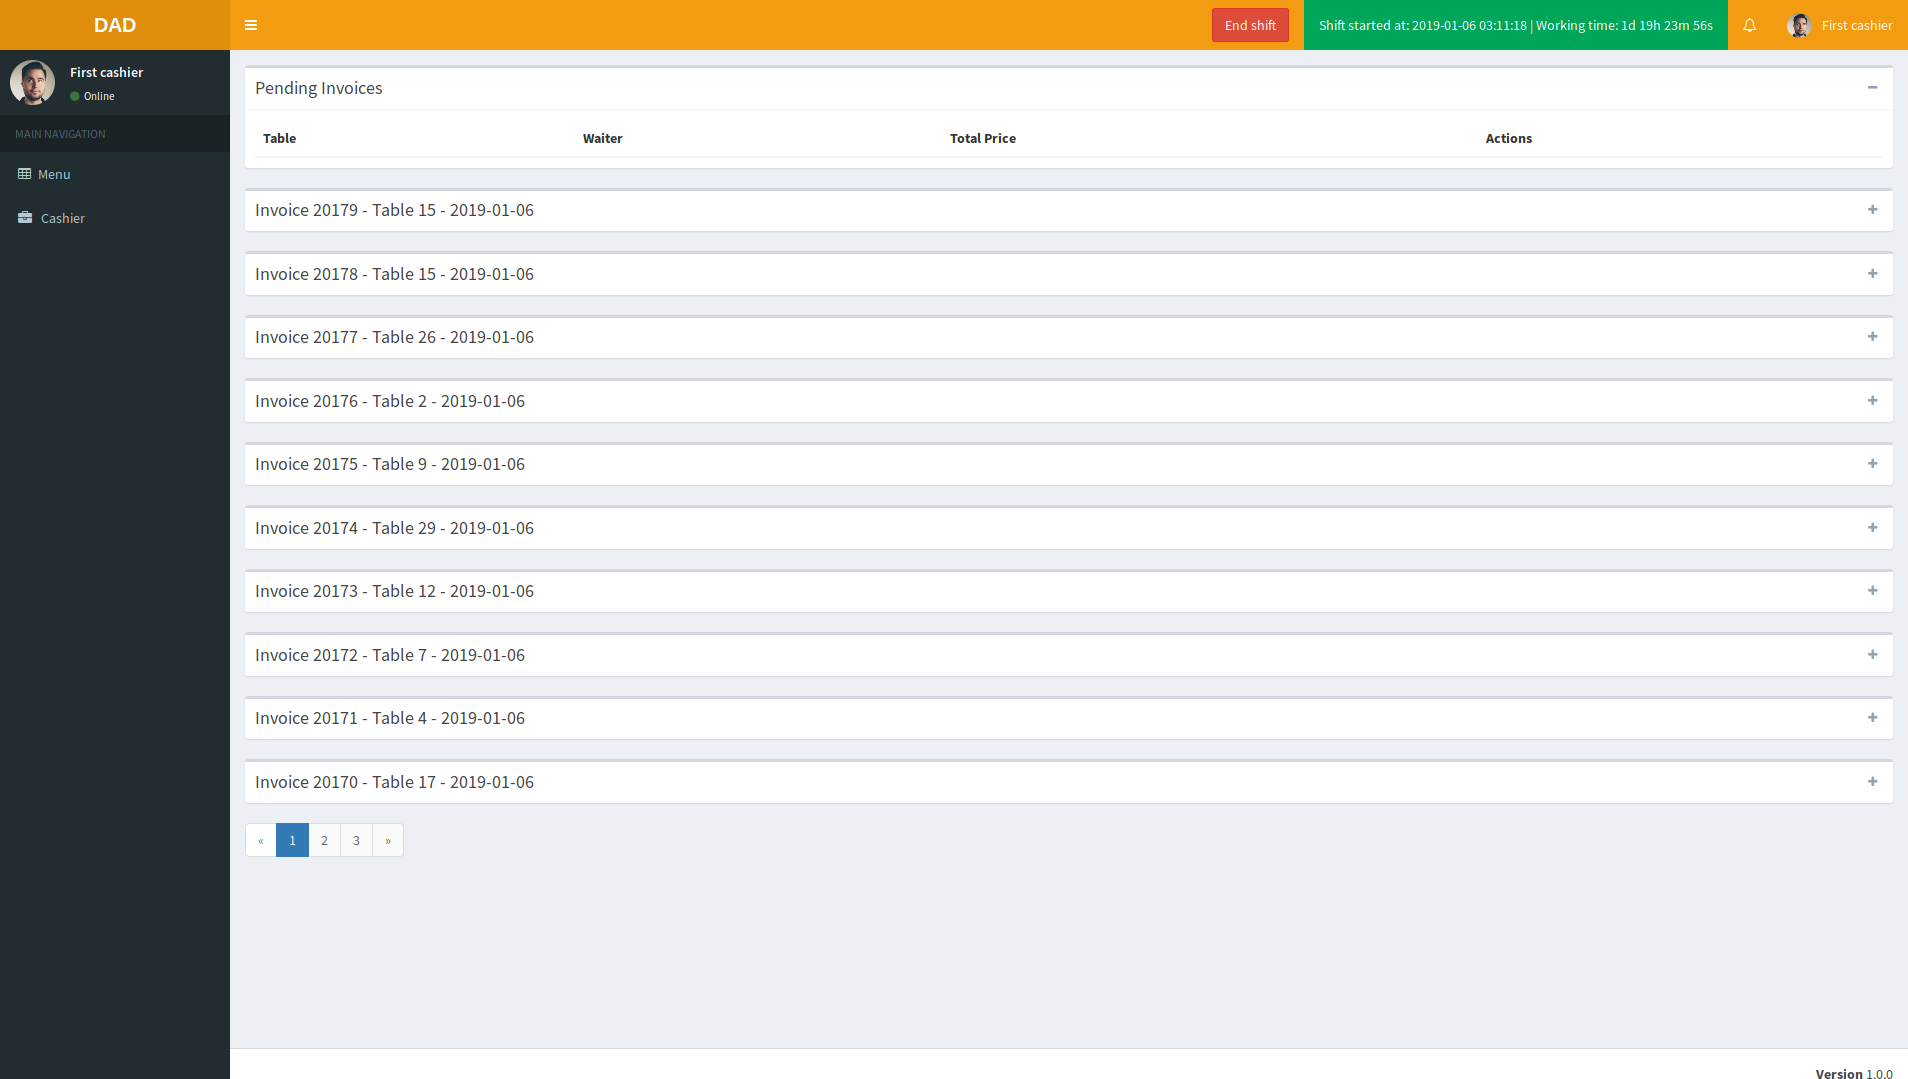 DAD
End shift
Shift started at: 2019-01-06 03:11:18 | Working time: 1d 19h 23m 56s
First cashier
First cashier
Online
MAIN NAVIGATION
Menu
Cashier
Pending Invoices
Table Waiter Total Price Actions
Invoice 20179 - Table 15 - 2019-01-06
Invoice 20178 - Table 15 - 2019-01-06
Invoice 20177 - Table 26 - 2019-01-06
Invoice 20176 - Table 2 - 2019-01-06
Invoice 20175 - Table 9 - 2019-01-06
Invoice 20174 - Table 29 - 2019-01-06
Invoice 20173 - Table 12 - 2019-01-06
Invoice 20172 - Table 7 - 2019-01-06
Invoice 20171 - Table 4 - 2019-01-06
Invoice 20170 - Table 17 - 2019-01-06
« 1 2 3 »
Version 1.0.0